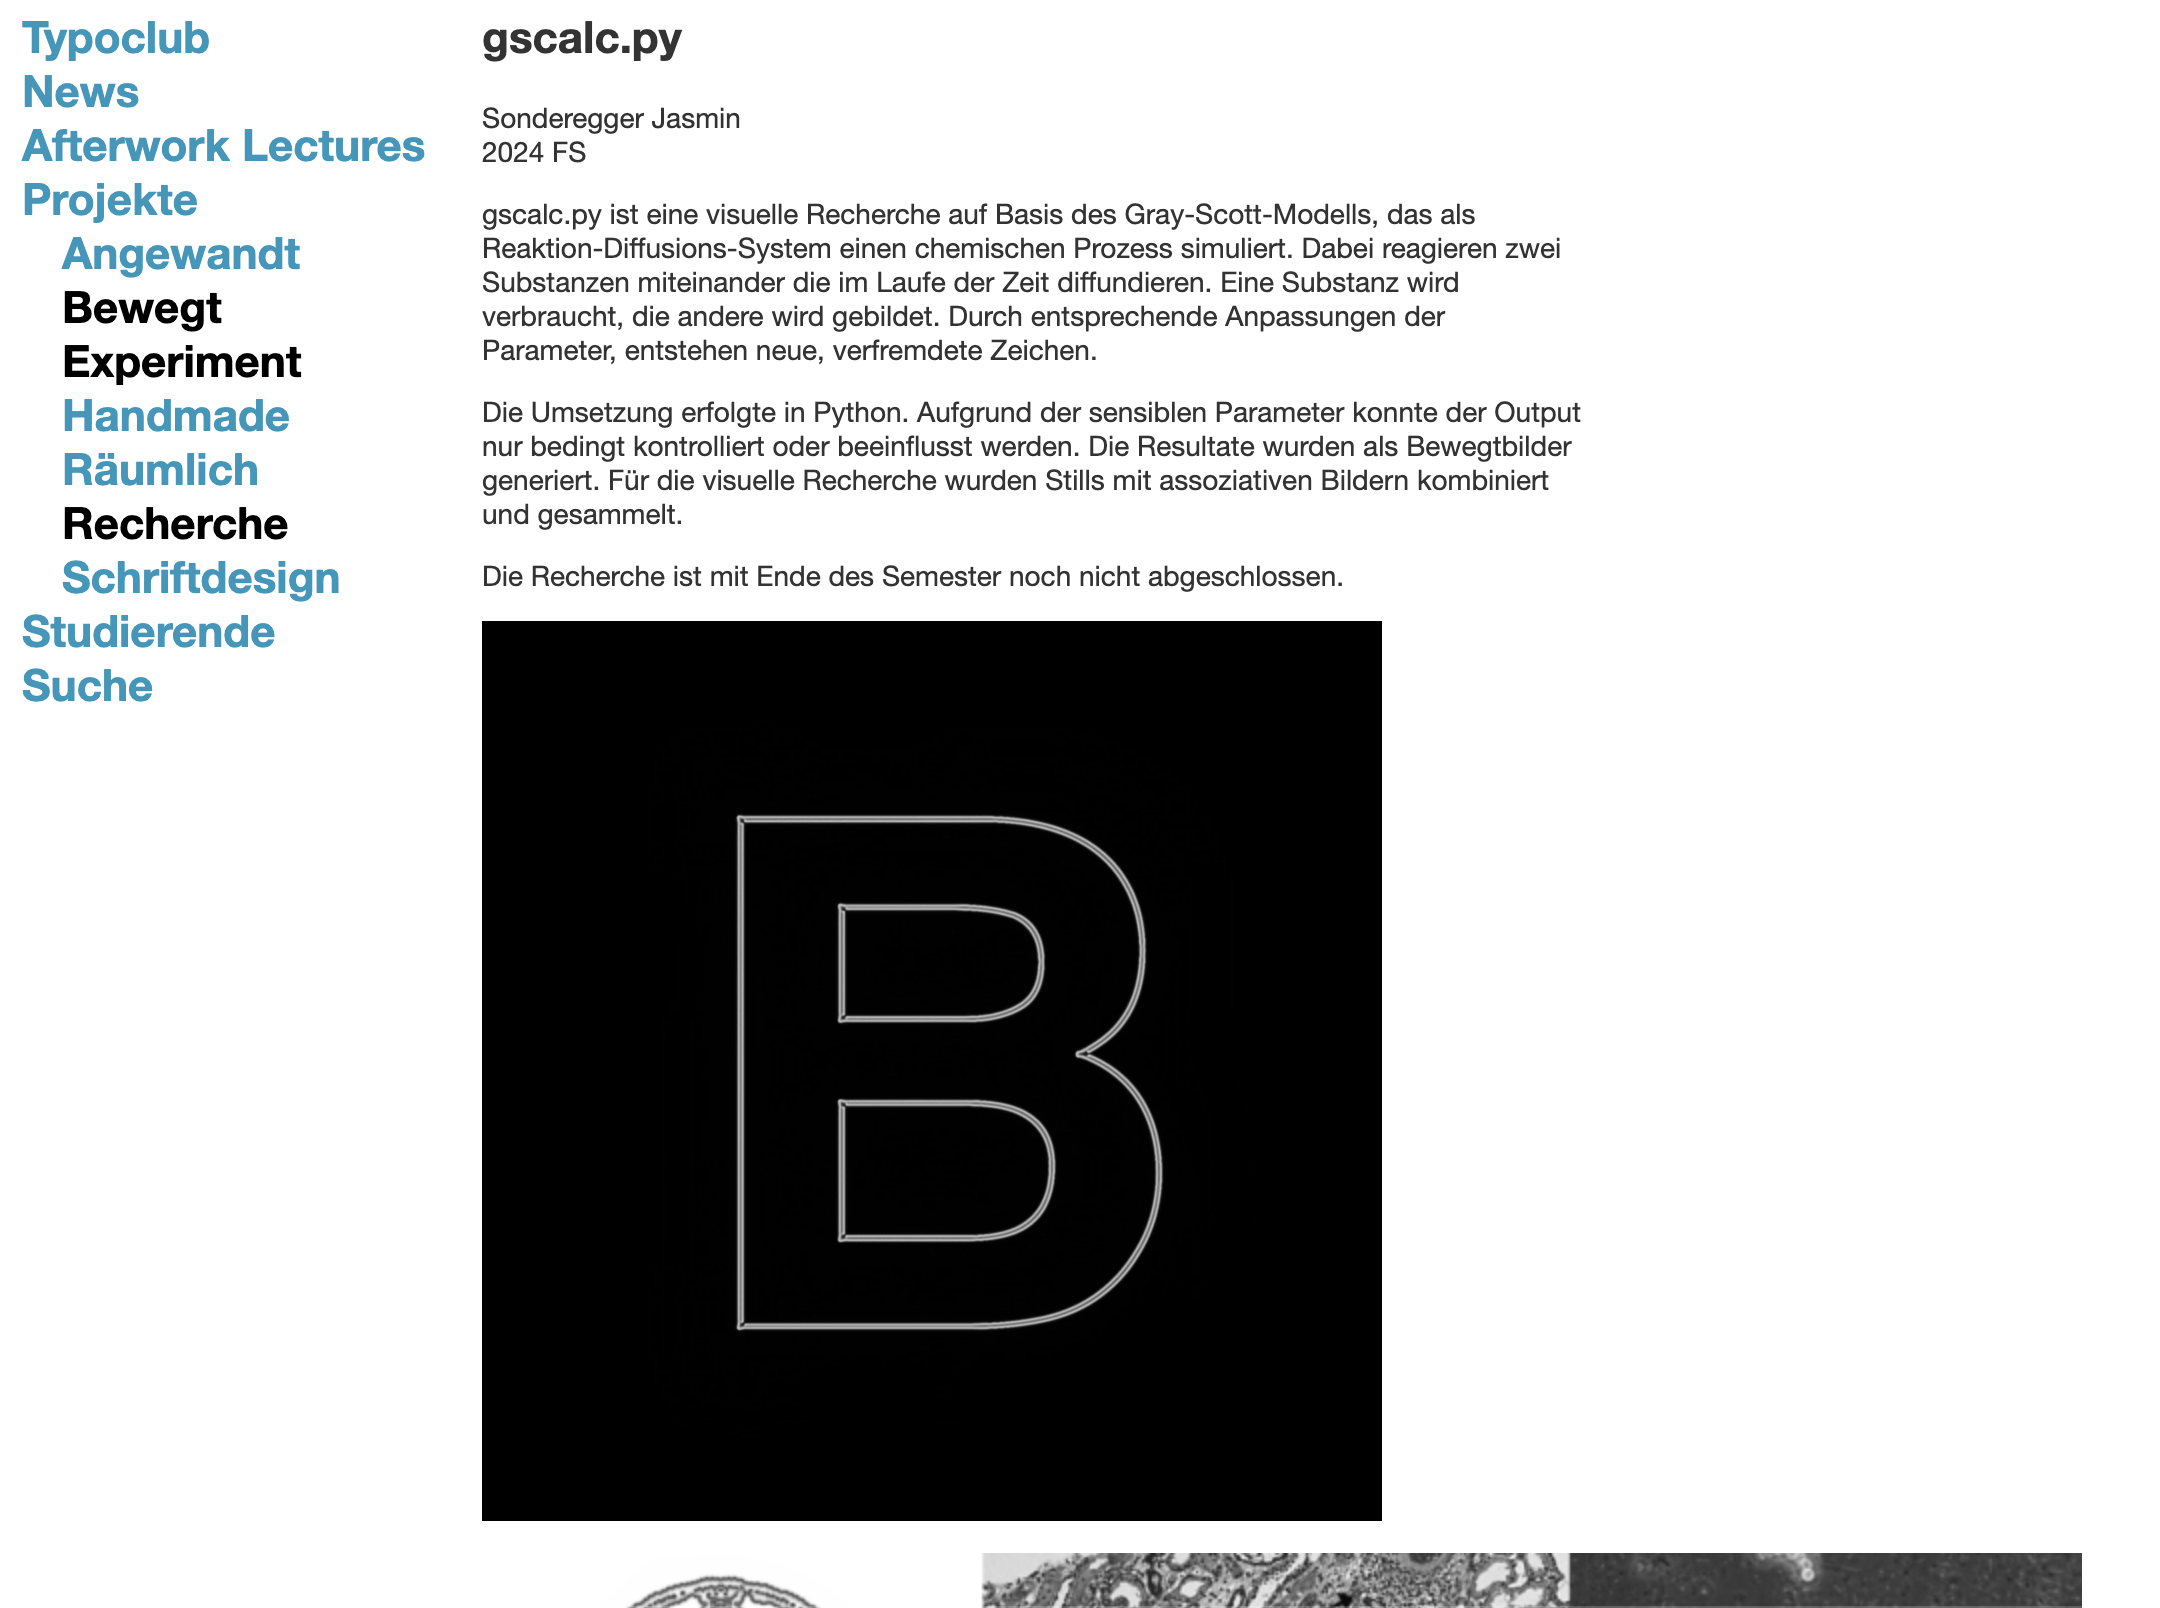 Typoclub
News
Afterwork Lectures
Projekte
Angewandt
Bewegt
Experiment
Handmade
Räumlich
Recherche
Schriftdesign
Studierende
Suche
gscalc.py
Sonderegger Jasmin
2024 FS
gscalc.py ist eine visuelle Recherche auf Basis des Gray-Scott-Modells, das als
Reaktion-Diffusions-System einen chemischen Prozess simuliert. Dabei reagieren zwei
Substanzen miteinander die im Laufe der Zeit diffundieren. Eine Substanz wird
verbraucht, die andere wird gebildet. Durch entsprechende Anpassungen der
Parameter, entstehen neue, verfremdete Zeichen.
Die Umsetzung erfolgte in Python. Aufgrund der sensiblen Parameter konnte der Output
nur bedingt kontrolliert oder beeinflusst werden. Die Resultate wurden als Bewegtbilder
generiert. Für die visuelle Recherche wurden Stills mit assoziativen Bildern kombiniert
und gesammelt.
Die Recherche ist mit Ende des Semester noch nicht abgeschlossen.
B